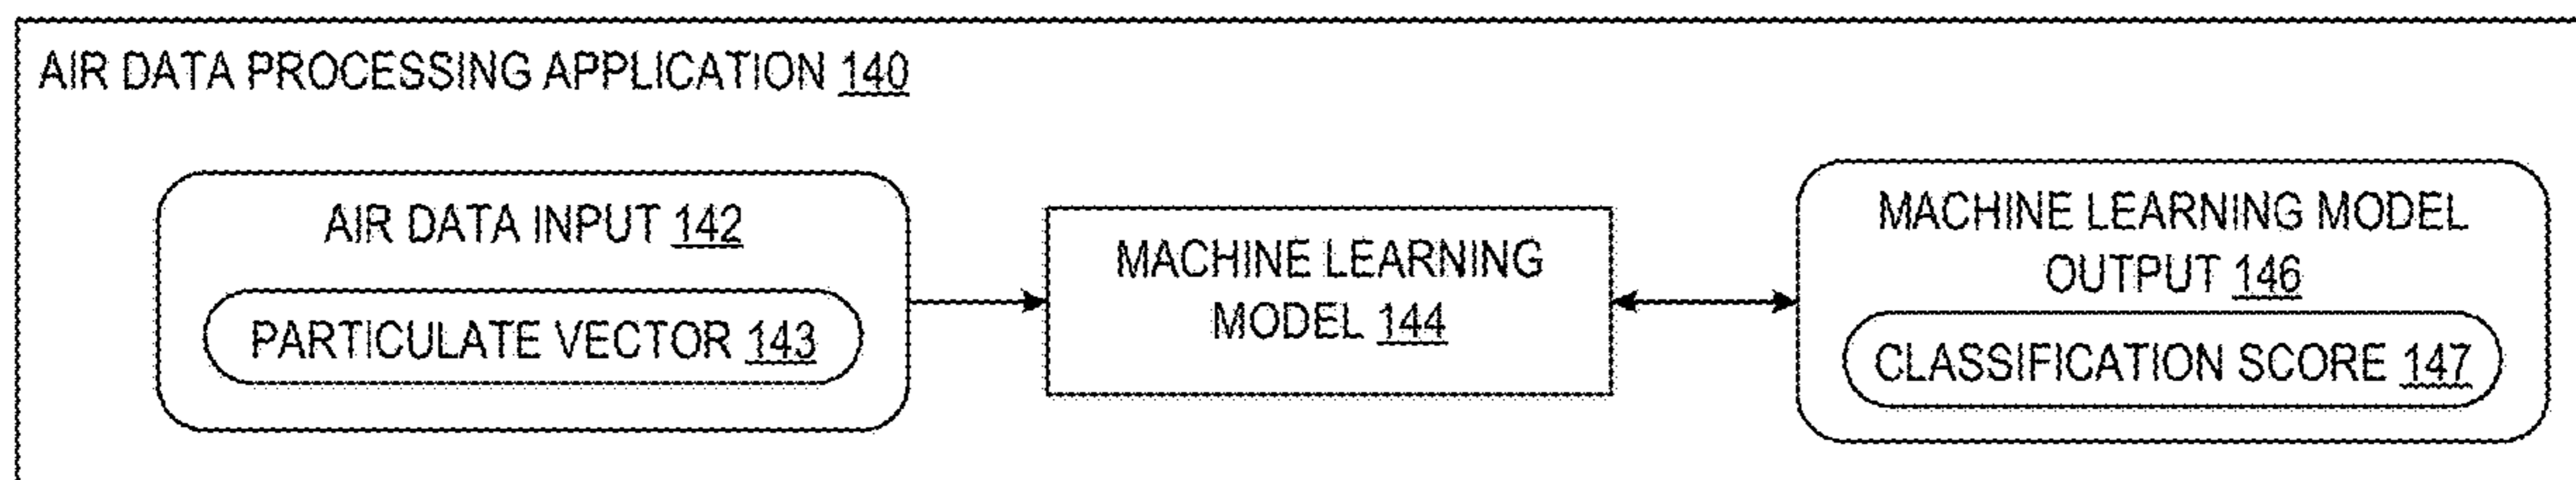 AIR DATA PROCESSING APPLICATION 140
AIR DATA INPUT 142
PARTICULATE VECTOR 143
MACHINE LEARNING
MODEL 144
MACHINE LEARNING MODEL
OUTPUT 146
CLASSIFICATION SCORE 147